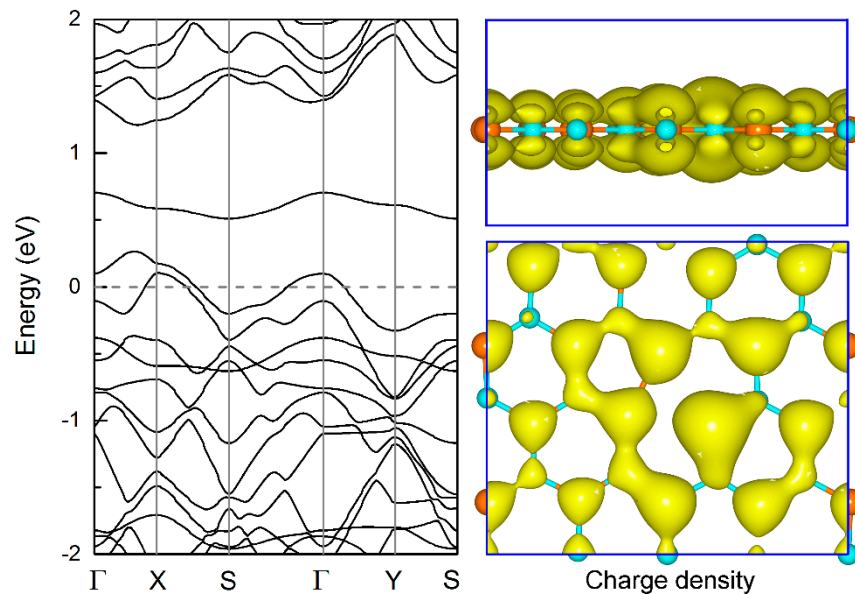 2
1
0
-1
-2
Energy (eV)
Γ X S Γ Y S
Charge density